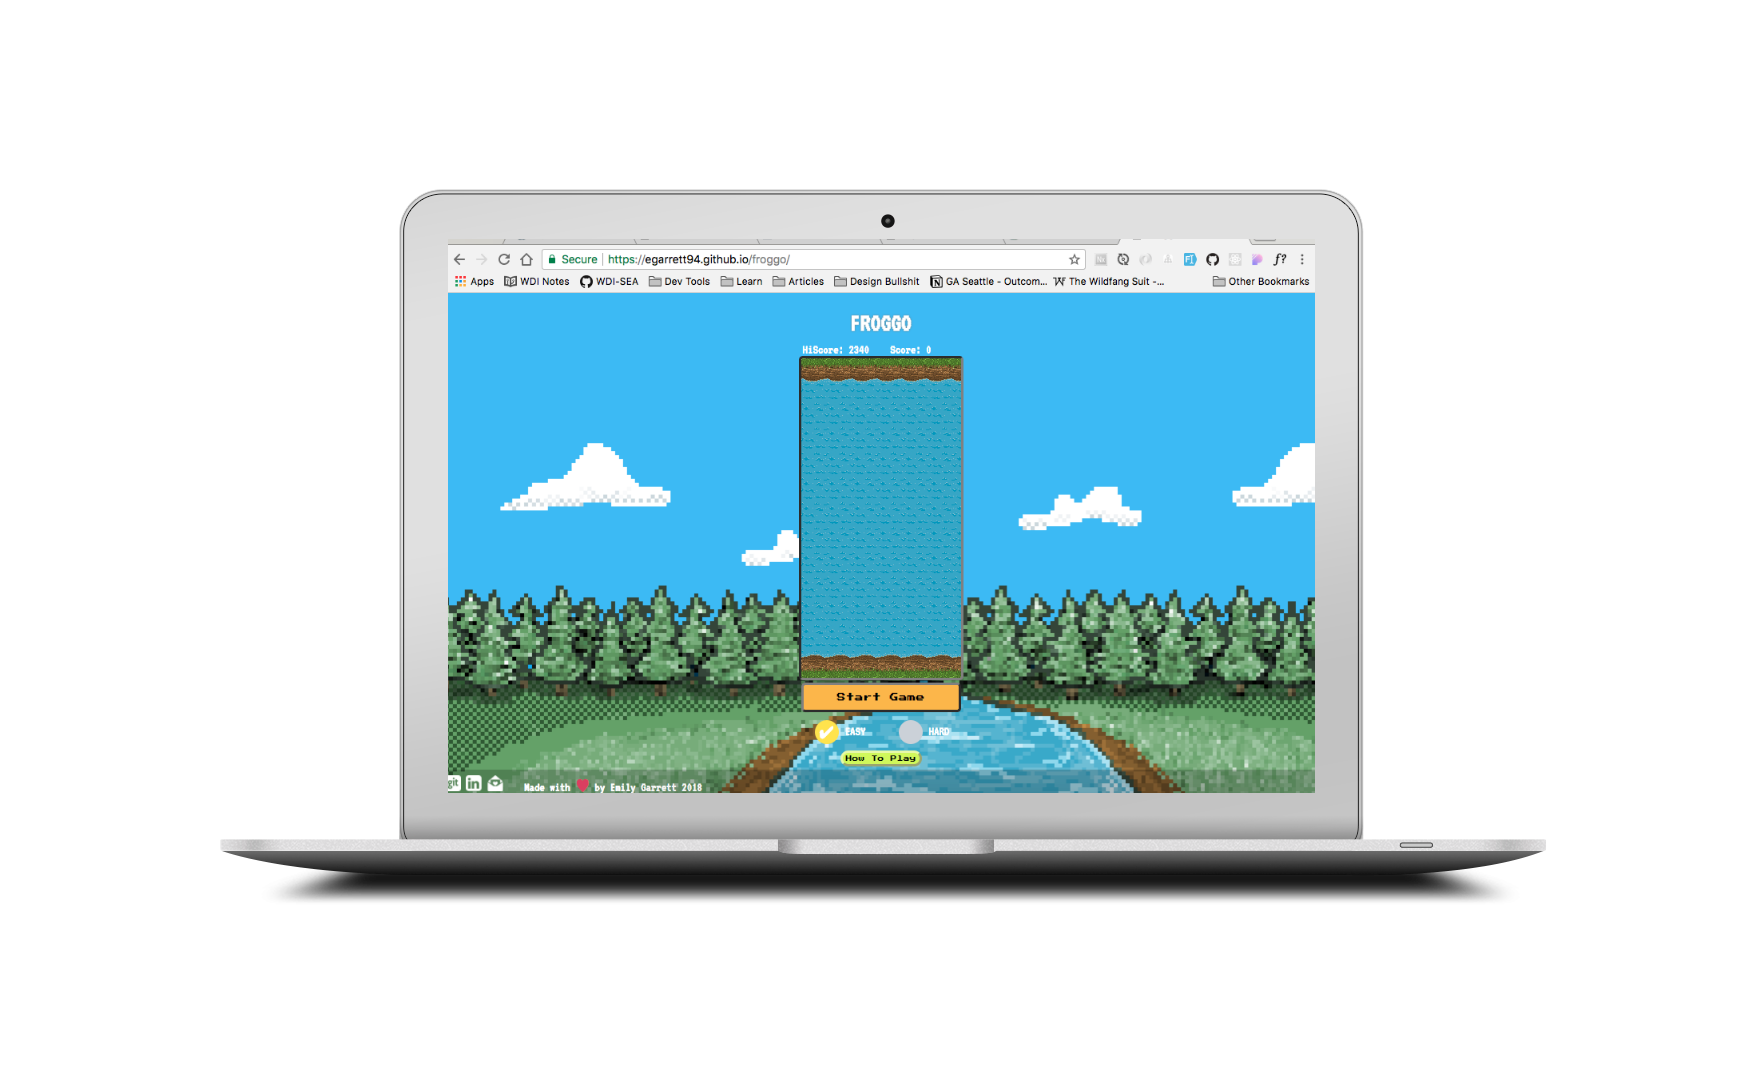 Secure https://egarrett94.github.io/froggo/ f?
Apps WDI Notes WDI-SEA Dev Tools Learn Articles Design Bullshit GA Seattle - Outcom... The Wildfang Suit -... Other Bookmarks
FROGGO
HiScore: 2340 Score: 0
Start Game
EASY HARD
How To Play
git in Made with by Emily Garrett 2018